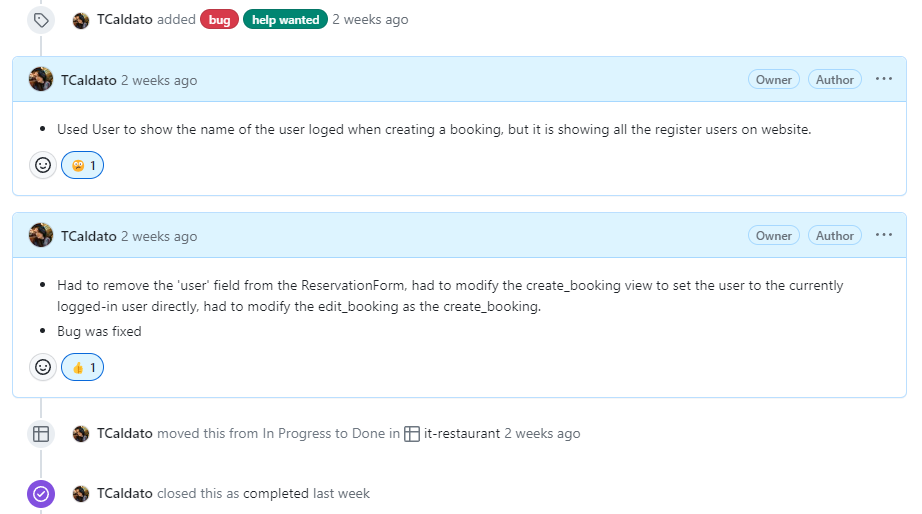 TCaldato added bug help wanted 2 weeks ago
TCaldato 2 weeks ago Owner Author
Used User to show the name of the user loged when creating a booking, but it is showing all the register users on website.
1
TCaldato 2 weeks ago Owner Author
Had to remove the 'user' field from the ReservationForm, had to modify the create_booking view to set the user to the currently
logged-in user directly, had to modify the edit_booking as the create_booking.
Bug was fixed
1
TCaldato moved this from In Progress to Done in it-restaurant 2 weeks ago
TCaldato closed this as completed last week